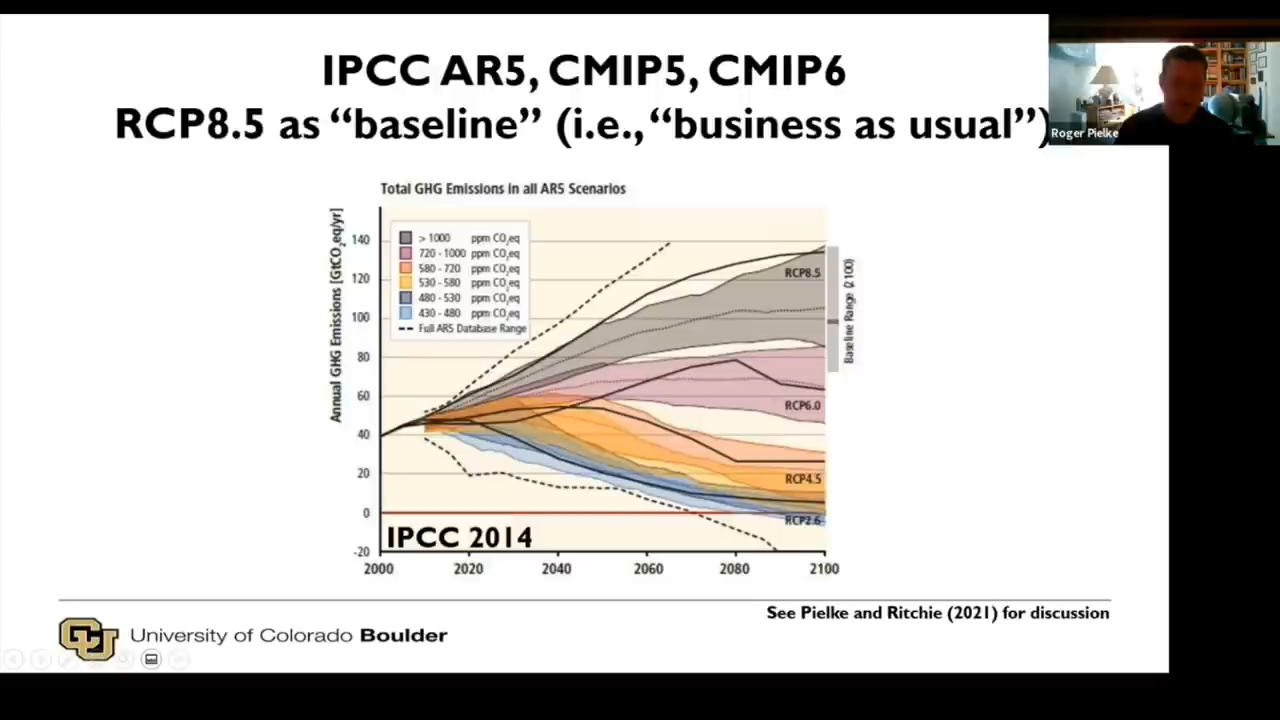 IPCC AR5, CMIP5, CMIP6
RCP8.5 as “baseline” (i.e., “business as usual”)
Roger Pielke
Total GHG Emissions in all AR5 Scenarios
Annual GHG Emissions [GtCO₂eq/yr]
140
120
100
80
60
40
20
0
-20
> 1000 ppm CO₂eq
720 - 1000 ppm CO₂eq
580 - 720 ppm CO₂eq
530 - 580 ppm CO₂eq
480 - 530 ppm CO₂eq
430 - 480 ppm CO₂eq
Full AR5 Database Range
RCP8.5
RCP6.0
RCP4.5
RCP2.6
Baseline Range (2100)
IPCC 2014
2000 2020 2040 2060 2080 2100
See Pielke and Ritchie (2021) for discussion
CU University of Colorado Boulder